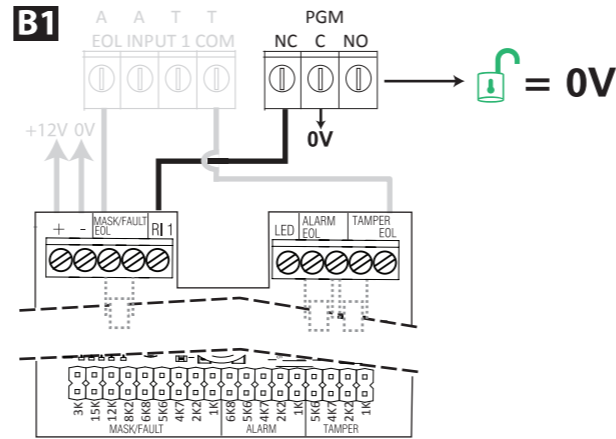 B1
A A T T
EOL INPUT 1 COM
PGM
NC C NO
= 0V
+12V 0V
0V
+ - MASK/FAULT EOL RI 1
LED ALARM EOL TAMPER EOL
3K 15K 12K 8K2 6K8 5K6 4K7 2K2 1K 6K8 5K6 4K7 2K2 1K 5K6 4K7 2K2 1K
MASK/FAULT ALARM TAMPER